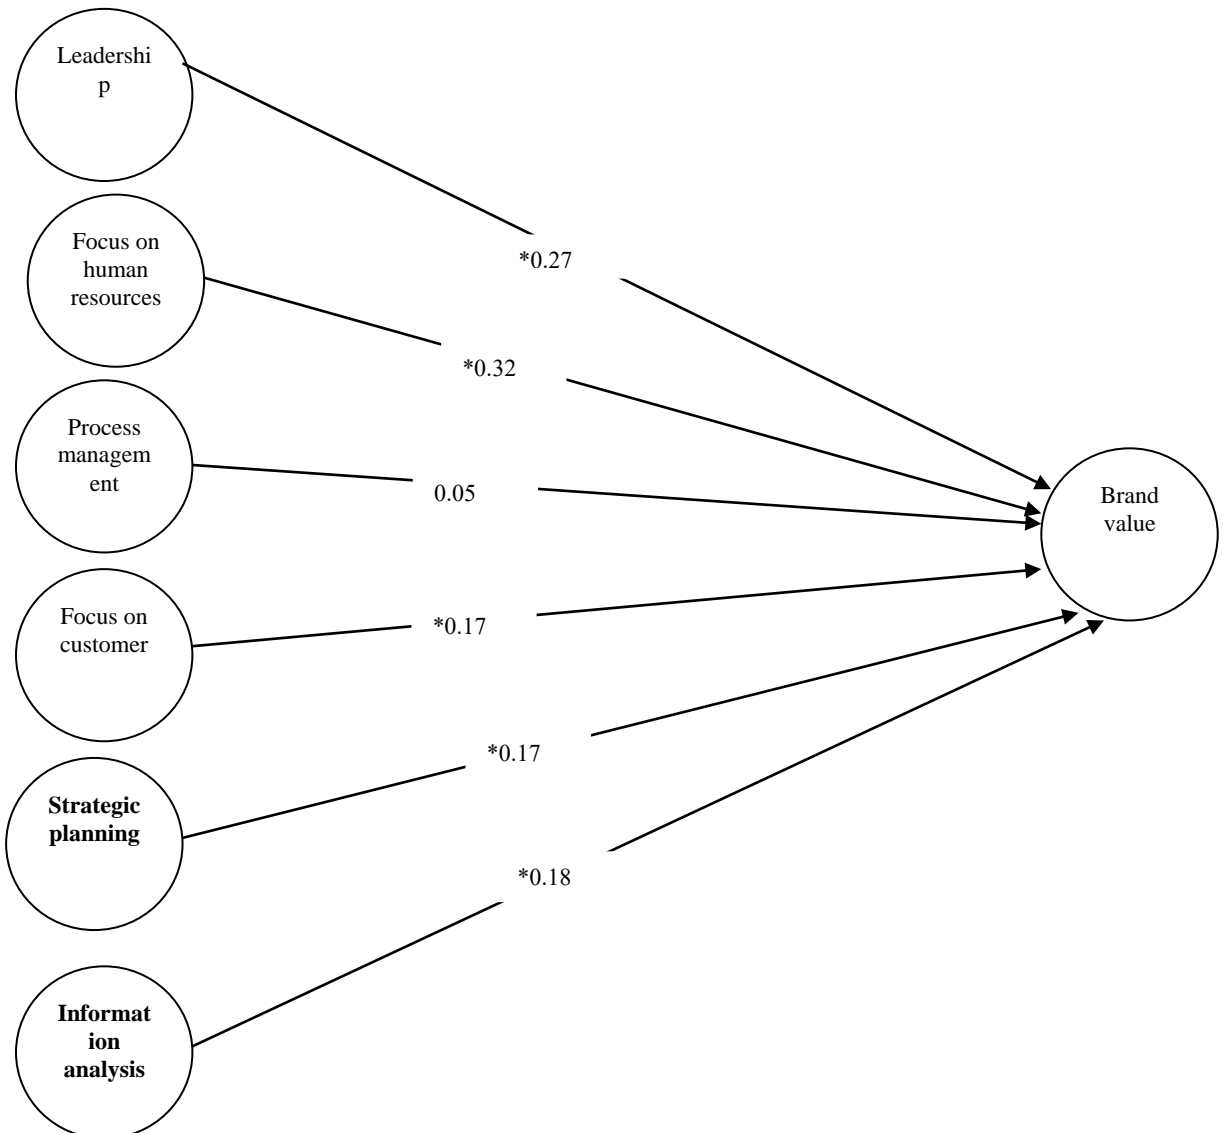 Leadershi
p
*0.27
Focus on
human
resources
*0.32
Process
managem
ent
0.05
Brand
value
Focus on
customer
*0.17
Strategic
planning
*0.17
Informat
ion
analysis
*0.18